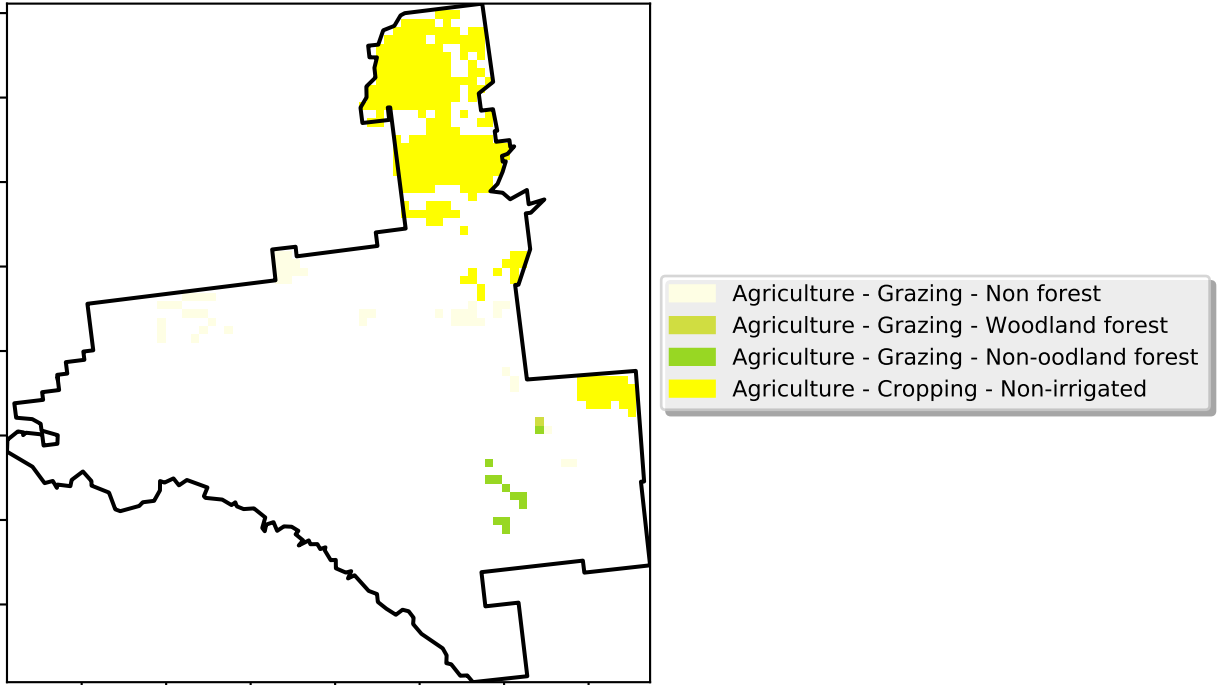 Agriculture - Grazing - Non forest
Agriculture - Grazing - Woodland forest
Agriculture - Grazing - Non-oodland forest
Agriculture - Cropping - Non-irrigated